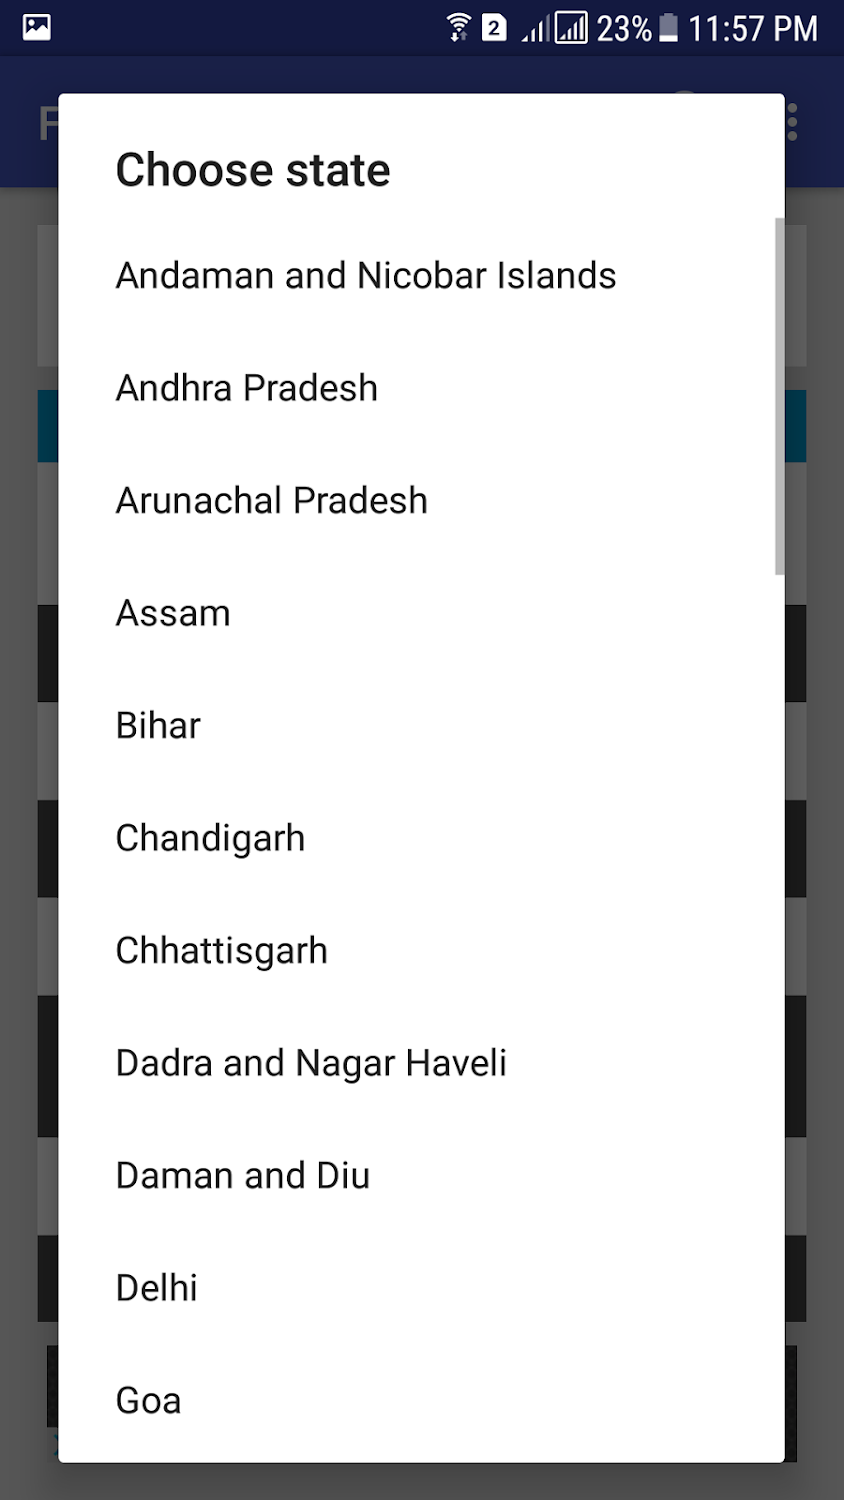 2 23% 11:57 PM
F
Choose state
Andaman and Nicobar Islands
Andhra Pradesh
Arunachal Pradesh
Assam
Bihar
Chandigarh
Chhattisgarh
Dadra and Nagar Haveli
Daman and Diu
Delhi
Goa